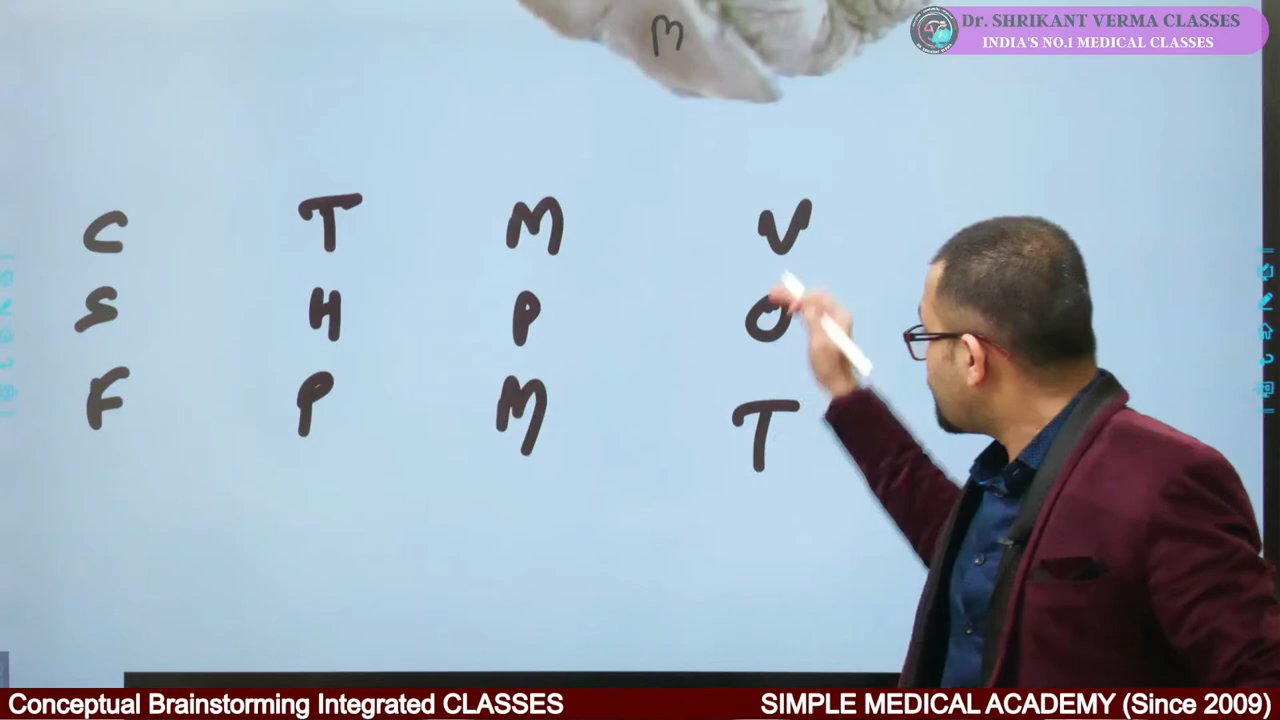 M
Dr. SHRIKANT VERMA CLASSES
INDIA'S NO.1 MEDICAL CLASSES
C T M V
S H P O
F P M T
Conceptual Brainstorming Integrated CLASSES
SIMPLE MEDICAL ACADEMY (Since 2009)